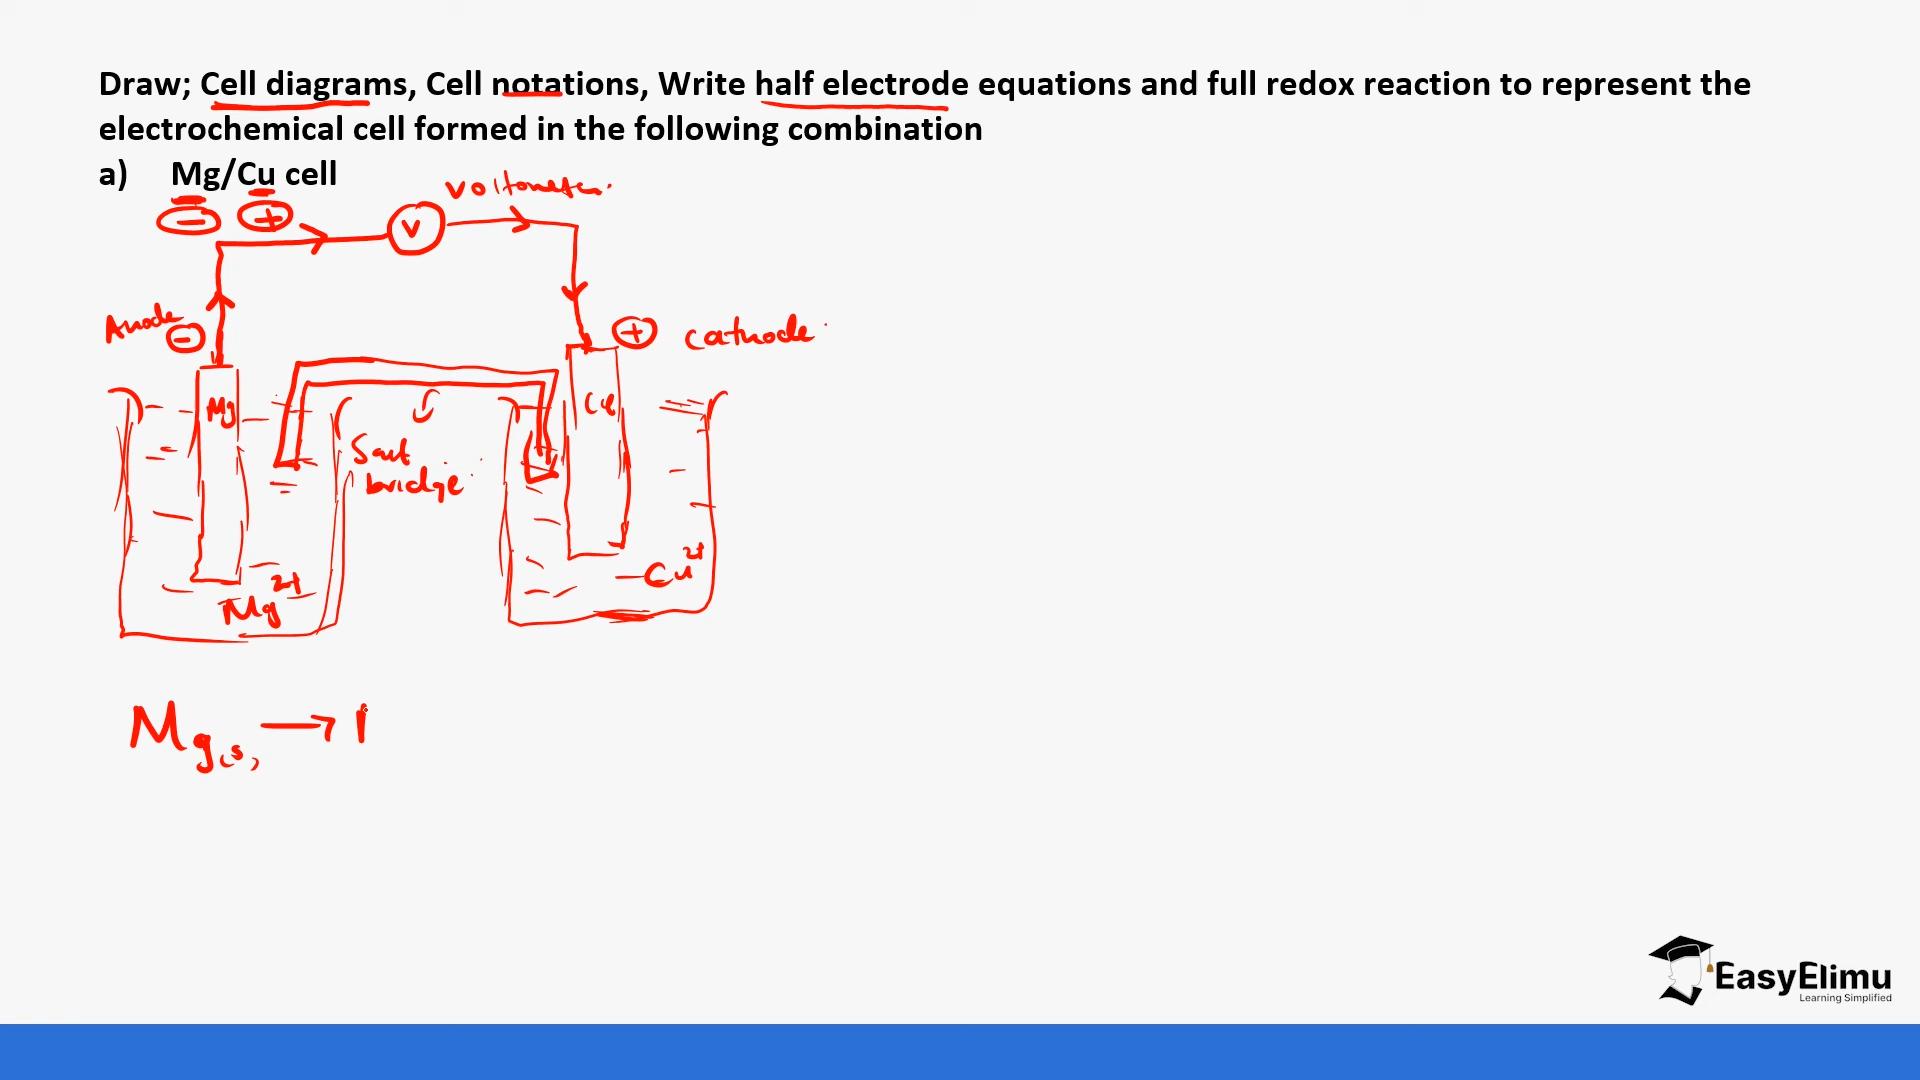 Draw; Cell diagrams, Cell notations, Write half electrode equations and full redox reaction to represent the
electrochemical cell formed in the following combination
a) Mg/Cu cell
Voltometer.
− +
V
Anode − + Cathode
Mg Cu
Salt
bridge
Cu²⁺
Mg²⁺
Mg(s) →
EasyElimu
Learning Simplified